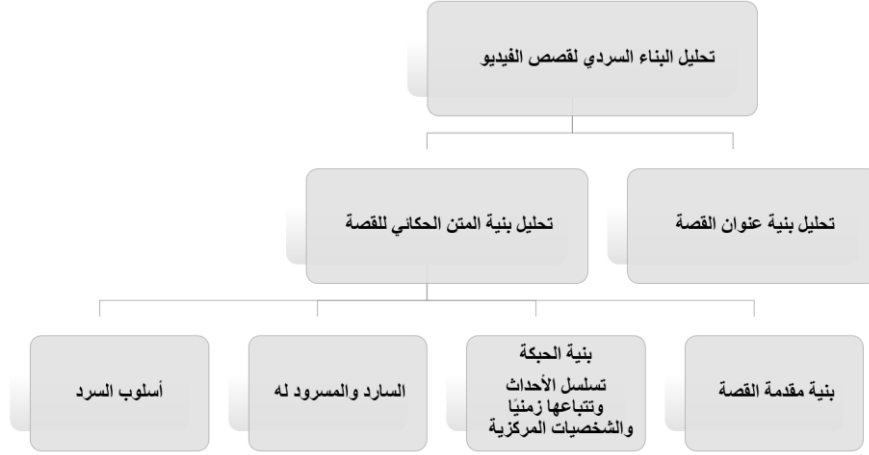 تحليل البناء السردي لقصص الفيديو
تحليل بنية عنوان القصة
تحليل بنية المتن الحكائي للقصة
بنية مقدمة القصة
بنية الحبكة
تسلسل الأحداث
وتتباعها زمنيًا
والشخصيات المركزية
السارد والمسرود له
أسلوب السرد